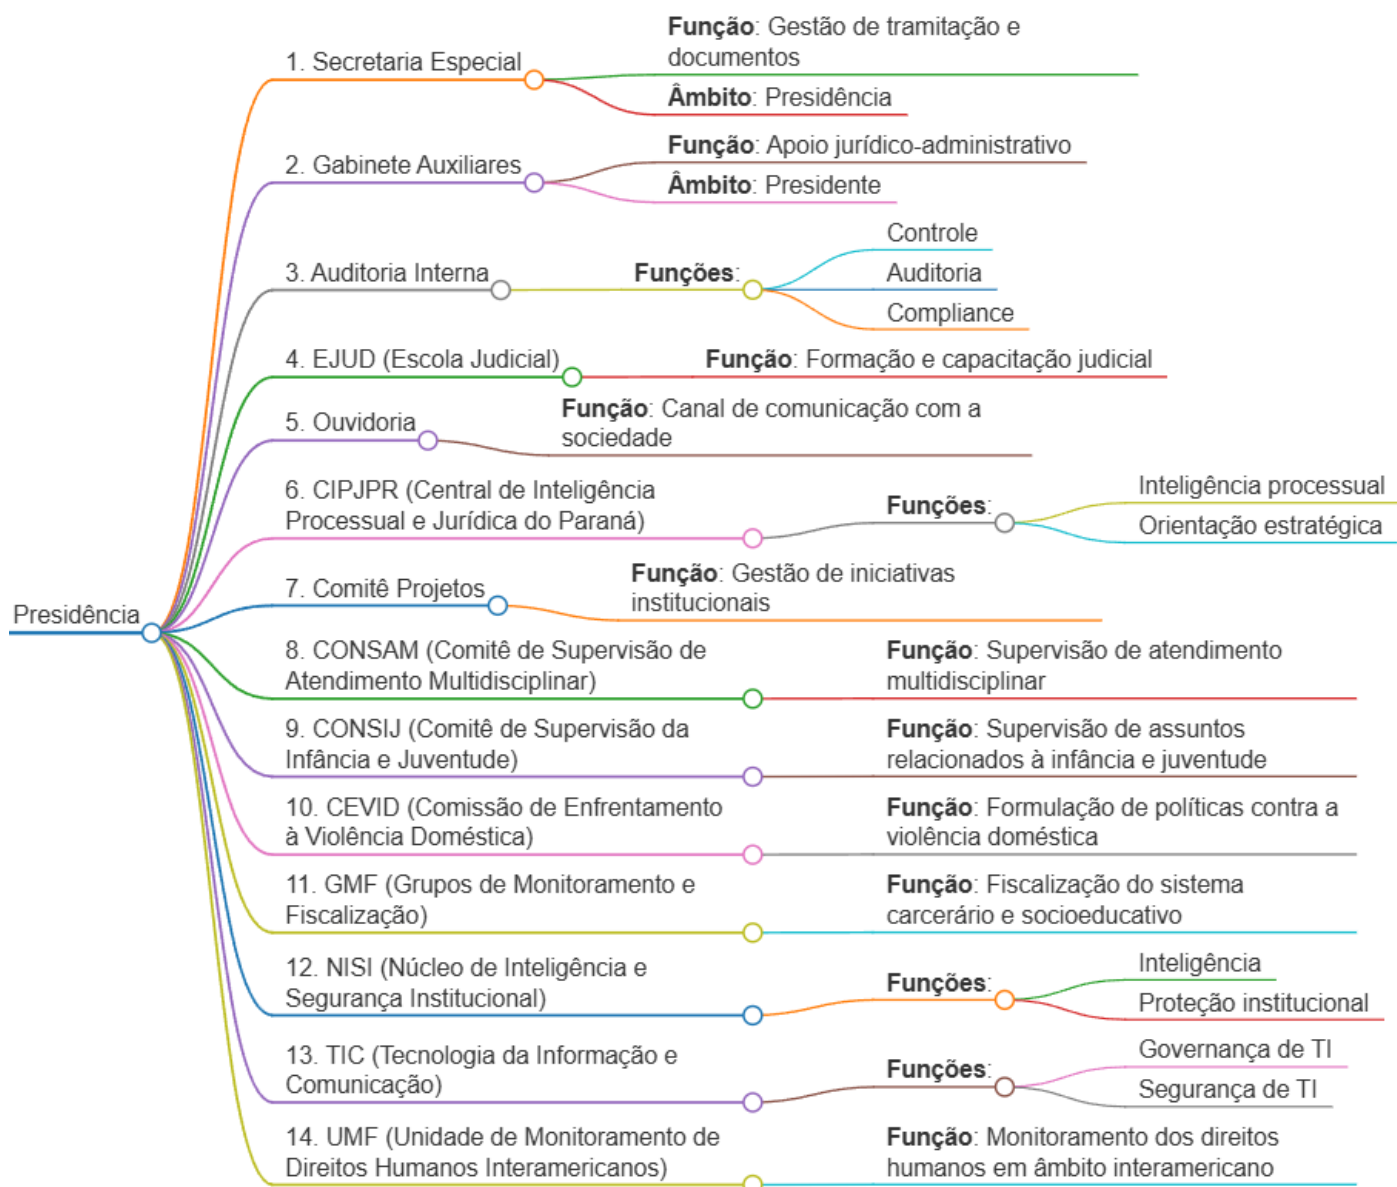 Presidência
1. Secretaria Especial
Função: Gestão de tramitação e
documentos
Âmbito: Presidência
2. Gabinete Auxiliares
Função: Apoio jurídico-administrativo
Âmbito: Presidente
3. Auditoria Interna
Funções:
Controle
Auditoria
Compliance
4. EJUD (Escola Judicial)
Função: Formação e capacitação judicial
5. Ouvidoria
Função: Canal de comunicação com a
sociedade
6. CIPJPR (Central de Inteligência
Processual e Jurídica do Paraná)
Funções:
Inteligência processual
Orientação estratégica
7. Comitê Projetos
Função: Gestão de iniciativas
institucionais
8. CONSAM (Comitê de Supervisão de
Atendimento Multidisciplinar)
Função: Supervisão de atendimento
multidisciplinar
9. CONSIJ (Comitê de Supervisão da
Infância e Juventude)
Função: Supervisão de assuntos
relacionados à infância e juventude
10. CEVID (Comissão de Enfrentamento
à Violência Doméstica)
Função: Formulação de políticas contra a
violência doméstica
11. GMF (Grupos de Monitoramento e
Fiscalização)
Função: Fiscalização do sistema
carcerário e socioeducativo
12. NISI (Núcleo de Inteligência e
Segurança Institucional)
Funções:
Inteligência
Proteção institucional
13. TIC (Tecnologia da Informação e
Comunicação)
Funções:
Governança de TI
Segurança de TI
14. UMF (Unidade de Monitoramento de
Direitos Humanos Interamericanos)
Função: Monitoramento dos direitos
humanos em âmbito interamericano